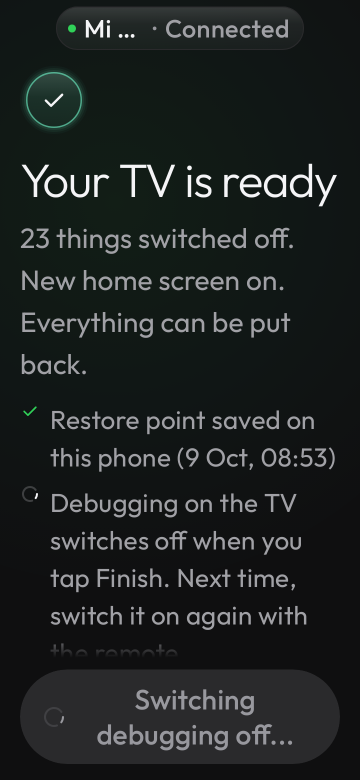 Mi ... · Connected
Your TV is ready
23 things switched off.
New home screen on.
Everything can be put
back.
Restore point saved on
this phone (9 Oct, 08:53)
Debugging on the TV
switches off when you
tap Finish. Next time,
switch it on again with
the remote
Switching
debugging off...